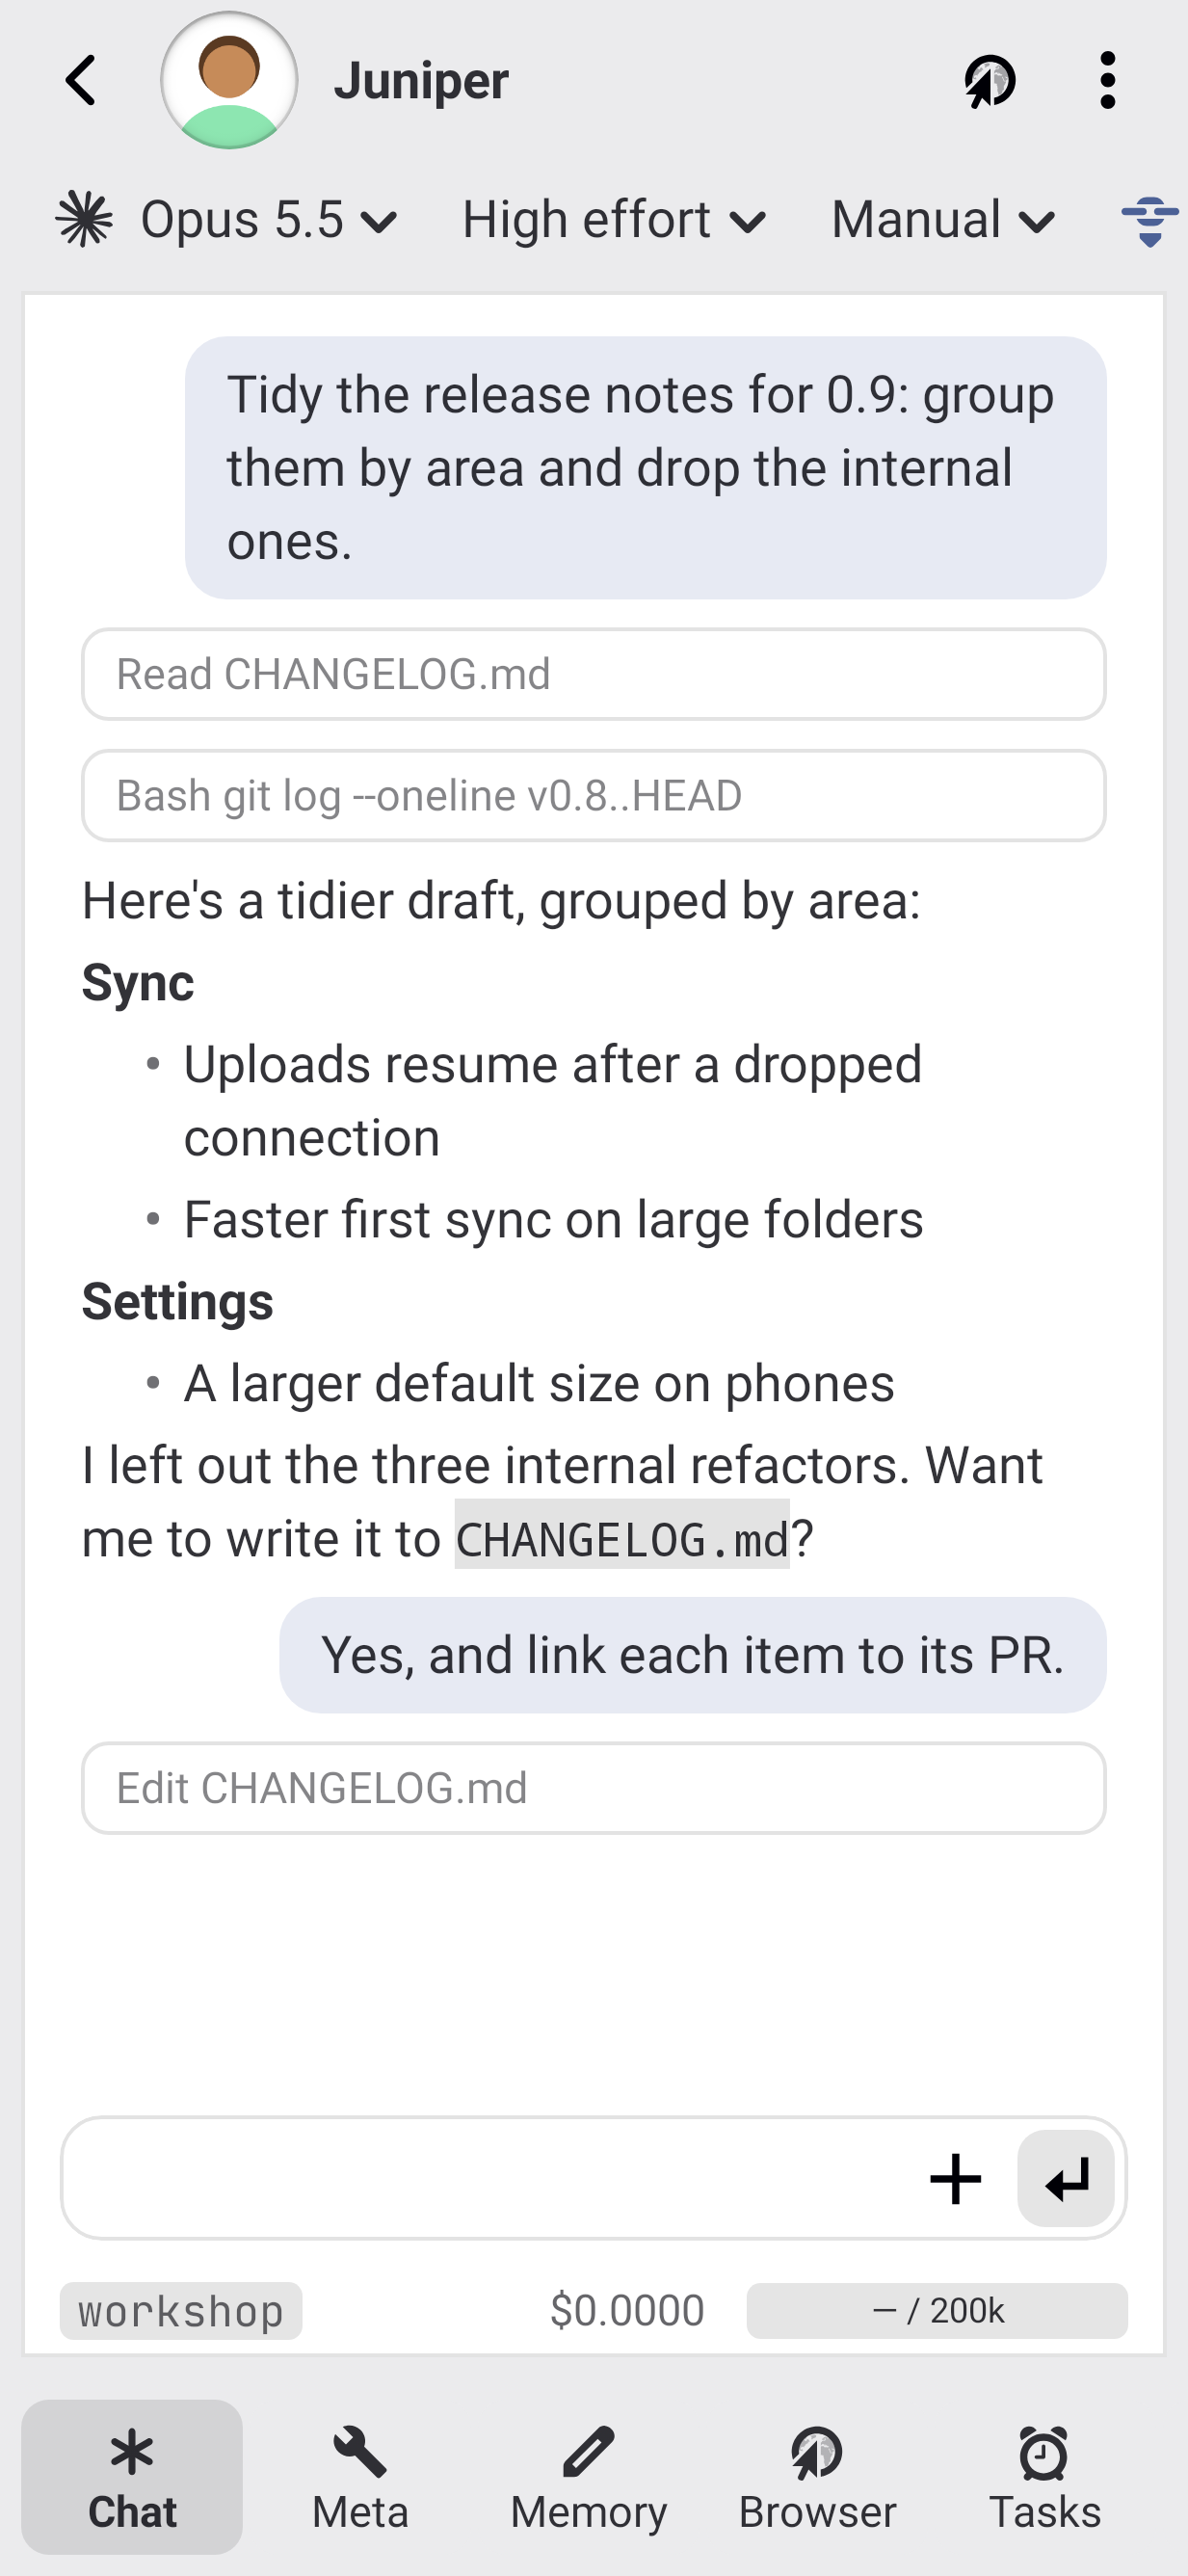 Juniper
Opus 5.5
High effort
Manual
Tidy the release notes for 0.9: group
them by area and drop the internal
ones.
Read CHANGELOG.md
Bash git log --oneline v0.8..HEAD
Here's a tidier draft, grouped by area:
Sync
• Uploads resume after a dropped
connection
• Faster first sync on large folders
Settings
• A larger default size on phones
I left out the three internal refactors. Want
me to write it to CHANGELOG.md?
Yes, and link each item to its PR.
Edit CHANGELOG.md
workshop
$0.0000
— / 200k
Chat
Meta
Memory
Browser
Tasks